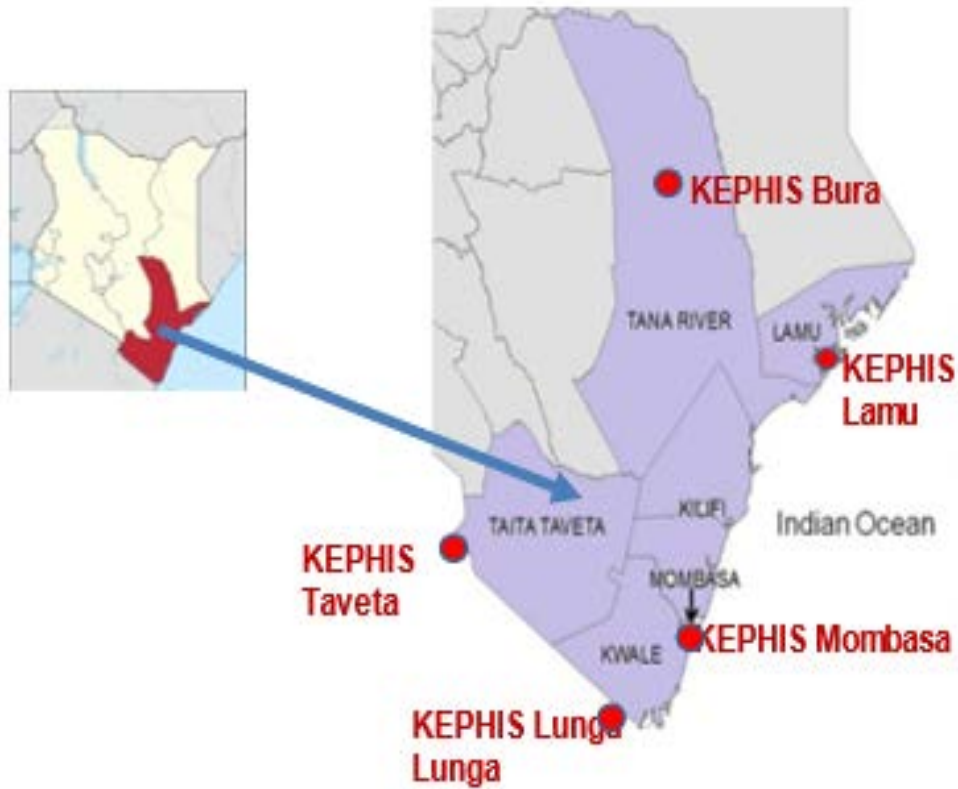 KEPHIS Bura
TANA RIVER
LAMU
KEPHIS
Lamu
KILIFI
Indian Ocean
TAITA TAVETA
KEPHIS
Taveta
MOMBASA
KEPHIS Mombasa
KWALE
KEPHIS Lunga
Lunga